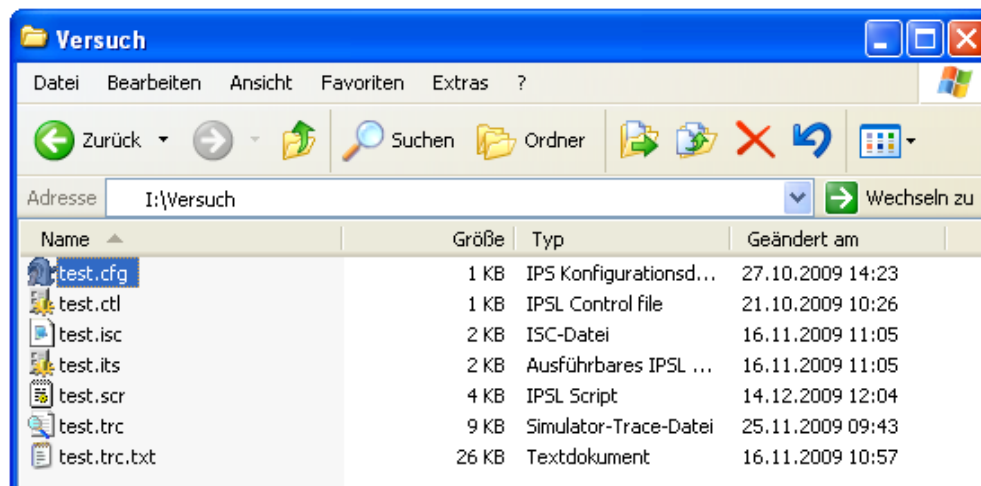 Versuch
Datei Bearbeiten Ansicht Favoriten Extras ?
Zurück Suchen Ordner
Adresse I:\Versuch Wechseln zu
Name Größe Typ Geändert am
test.cfg 1 KB IPS Konfigurationsd... 27.10.2009 14:23
test.ctl 1 KB IPSL Control file 21.10.2009 10:26
test.isc 2 KB ISC-Datei 16.11.2009 11:05
test.its 2 KB Ausführbares IPSL ... 16.11.2009 11:05
test.scr 4 KB IPSL Script 14.12.2009 12:04
test.trc 9 KB Simulator-Trace-Datei 25.11.2009 09:43
test.trc.txt 26 KB Textdokument 16.11.2009 10:57